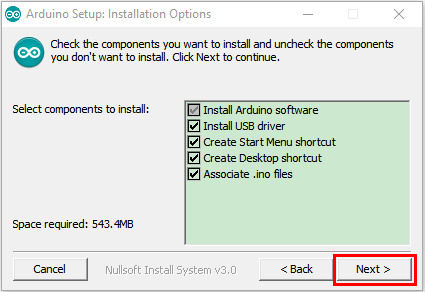 Arduino Setup: Installation Options
Check the components you want to install and uncheck the components
you don't want to install. Click Next to continue.
Select components to install:
Install Arduino software
Install USB driver
Create Start Menu shortcut
Create Desktop shortcut
Associate .ino files
Space required: 543.4MB
Cancel
Nullsoft Install System v3.0
< Back
Next >